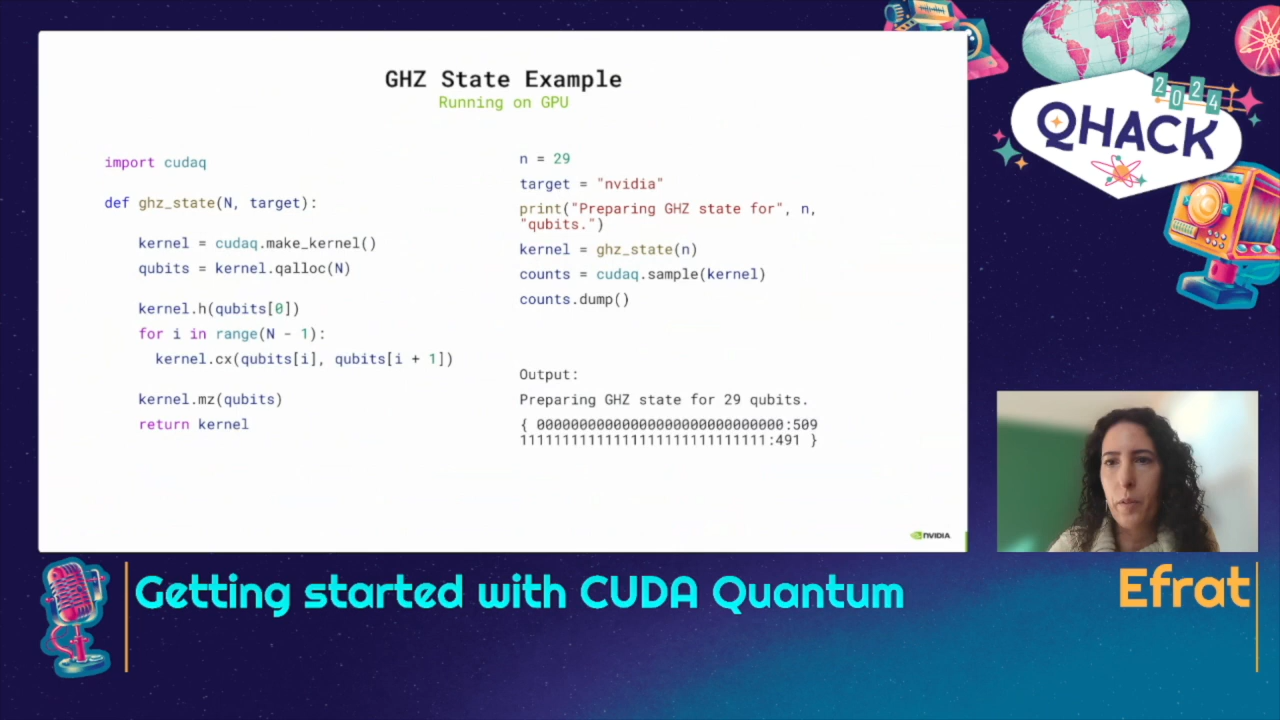 GHZ State Example
Running on GPU
import cudaq
def ghz_state(N, target):
kernel = cudaq.make_kernel()
qubits = kernel.qalloc(N)
kernel.h(qubits[0])
for i in range(N - 1):
kernel.cx(qubits[i], qubits[i + 1])
kernel.mz(qubits)
return kernel
n = 29
target = "nvidia"
print("Preparing GHZ state for", n,
"qubits.")
kernel = ghz_state(n)
counts = cudaq.sample(kernel)
counts.dump()
Output:
Preparing GHZ state for 29 qubits.
{ 00000000000000000000000000000:509
11111111111111111111111111111:491 }
NVIDIA
2024
QHACK
Getting started with CUDA Quantum
Efrat